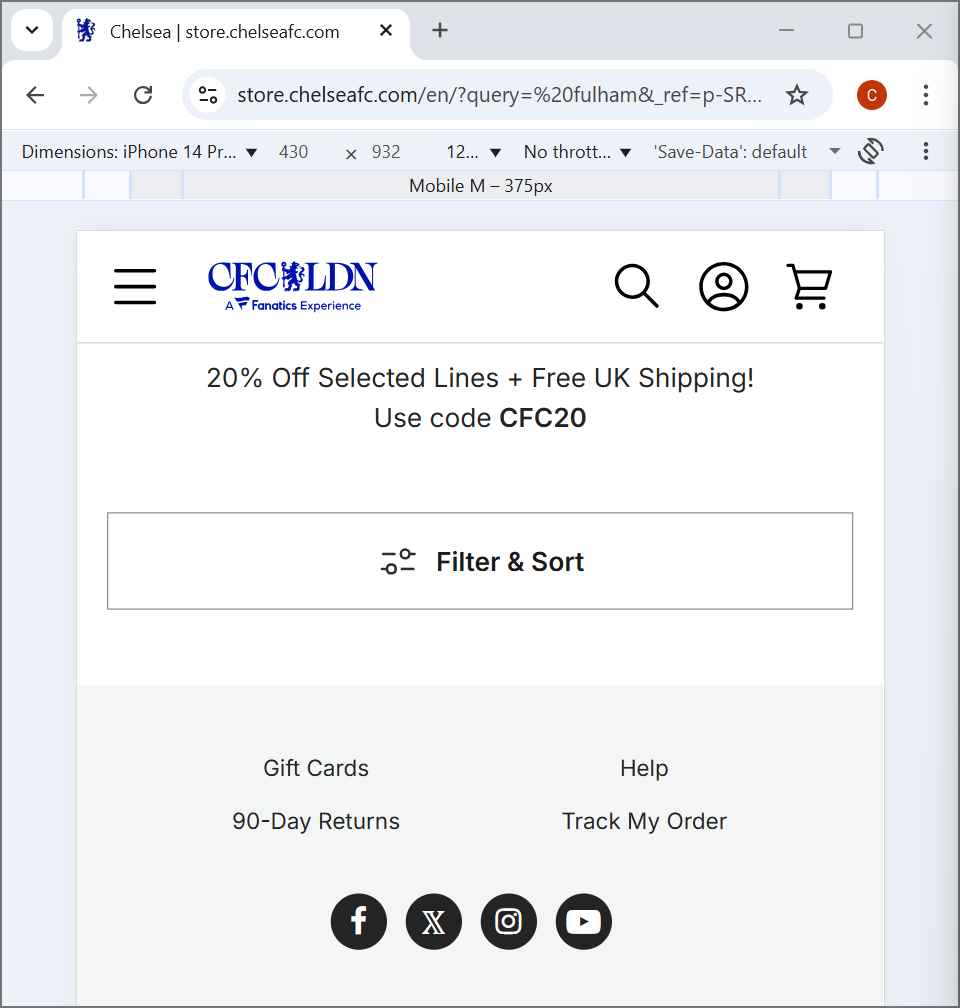 Chelsea | store.chelseafc.com
store.chelseafc.com/en/?query=%20fulham&_ref=p-SR...
C
Dimensions: iPhone 14 Pr... 430 × 932 12... No thrott... 'Save-Data': default
Mobile M – 375px
CFC LDN
A Fanatics Experience
20% Off Selected Lines + Free UK Shipping!
Use code CFC20
Filter & Sort
Gift Cards Help
90-Day Returns Track My Order